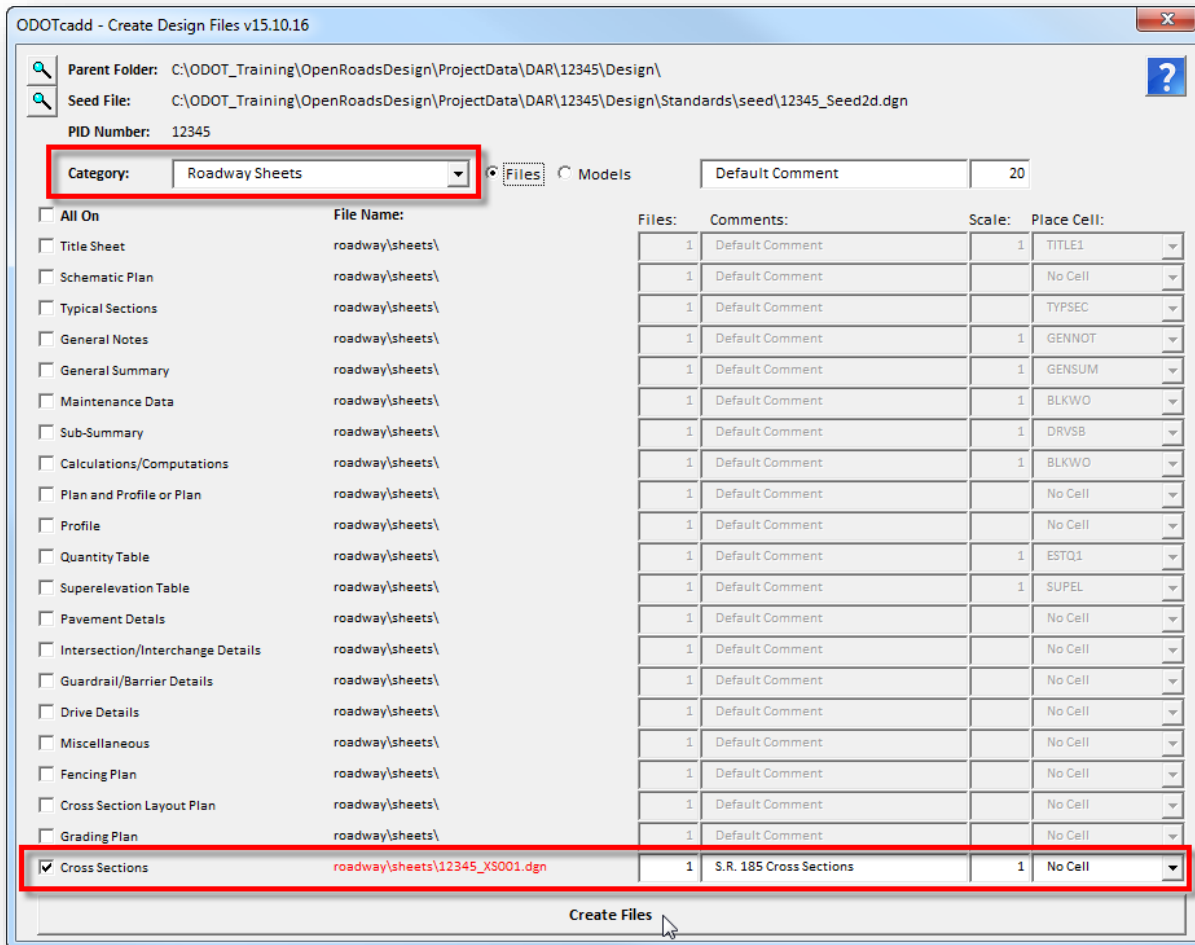 ODOTcadd - Create Design Files v15.10.16
Parent Folder: C:\ODOT_Training\OpenRoadsDesign\ProjectData\DAR\12345\Design\
Seed File: C:\ODOT_Training\OpenRoadsDesign\ProjectData\DAR\12345\Design\Standards\seed\12345_Seed2d.dgn
PID Number: 12345
Category: Roadway Sheets Files Models Default Comment 20
All On File Name: Files: Comments: Scale: Place Cell:
Title Sheet roadway\sheets\ 1 Default Comment 1 TITLE1
Schematic Plan roadway\sheets\ 1 Default Comment No Cell
Typical Sections roadway\sheets\ 1 Default Comment TYPSEC
General Notes roadway\sheets\ 1 Default Comment 1 GENNOT
General Summary roadway\sheets\ 1 Default Comment 1 GENSUM
Maintenance Data roadway\sheets\ 1 Default Comment 1 BLKWO
Sub-Summary roadway\sheets\ 1 Default Comment 1 DRVSB
Calculations/Computations roadway\sheets\ 1 Default Comment 1 BLKWO
Plan and Profile or Plan roadway\sheets\ 1 Default Comment No Cell
Profile roadway\sheets\ 1 Default Comment No Cell
Quantity Table roadway\sheets\ 1 Default Comment 1 ESTQ1
Superelevation Table roadway\sheets\ 1 Default Comment 1 SUPEL
Pavement Detals roadway\sheets\ 1 Default Comment No Cell
Intersection/Interchange Details roadway\sheets\ 1 Default Comment No Cell
Guardrail/Barrier Details roadway\sheets\ 1 Default Comment No Cell
Drive Details roadway\sheets\ 1 Default Comment No Cell
Miscellaneous roadway\sheets\ 1 Default Comment No Cell
Fencing Plan roadway\sheets\ 1 Default Comment No Cell
Cross Section Layout Plan roadway\sheets\ 1 Default Comment No Cell
Grading Plan roadway\sheets\ 1 Default Comment No Cell
Cross Sections roadway\sheets\12345_XS001.dgn 1 S.R. 185 Cross Sections 1 No Cell
Create Files